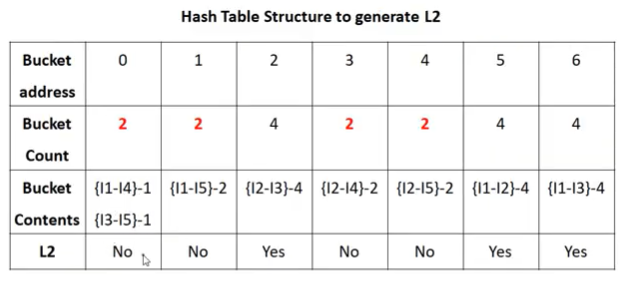 Hash Table Structure to generate L2
Bucket address 0 1 2 3 4 5 6
Bucket Count 2 2 4 2 2 4 4
Bucket Contents {I1-I4}-1 {I1-I5}-2 {I2-I3}-4 {I2-I4}-2 {I2-I5}-2 {I1-I2}-4 {I1-I3}-4
{I3-I5}-1
L2 No No Yes No No Yes Yes